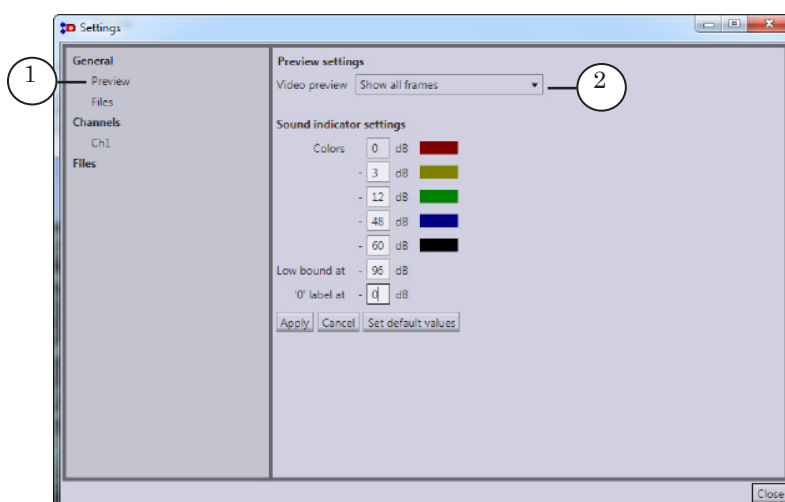 Settings
General
Preview
Files
Channels
Ch1
Files
1
Preview settings
Video preview Show all frames
2
Sound indicator settings
Colors 0 dB
- 3 dB
- 12 dB
- 48 dB
- 60 dB
Low bound at - 96 dB
'0' label at - 0 dB
Apply Cancel Set default values
Close